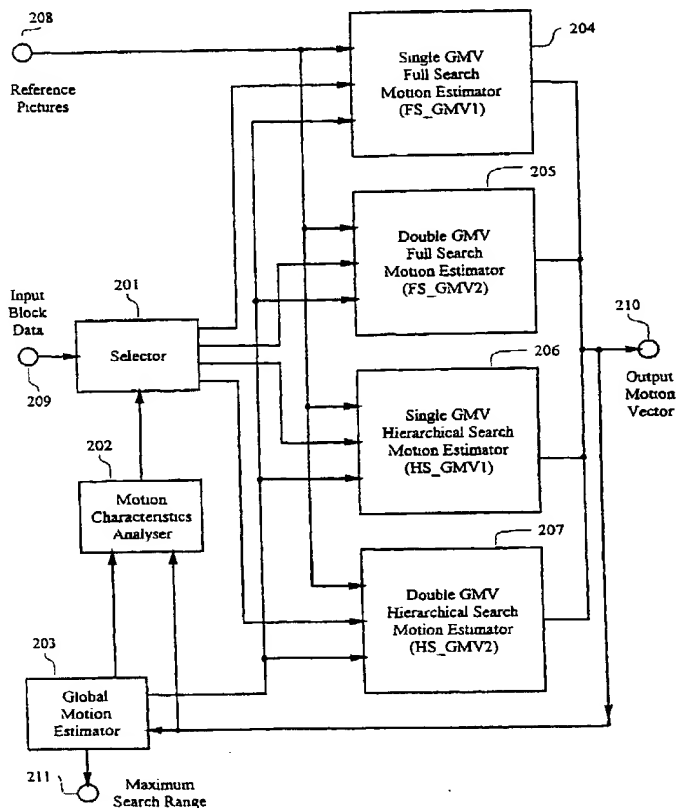 208
Reference
Pictures
204
Single GMV
Full Search
Motion Estimator
(FS_GMV1)
205
Double GMV
Full Search
Motion Estimator
(FS_GMV2)
Input
Block
Data
209
201
Selector
210
Output
Motion
Vector
206
Single GMV
Hierarchical Search
Motion Estimator
(HS_GMV1)
202
Motion
Characteristics
Analyser
207
Double GMV
Hierarchical Search
Motion Estimator
(HS_GMV2)
203
Global
Motion
Estimator
211
Maximum
Search Range